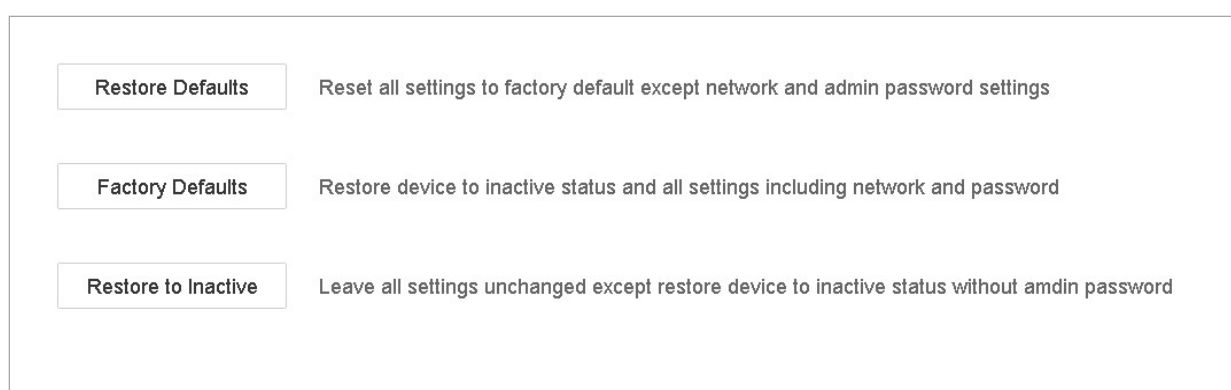 Restore Defaults Reset all settings to factory default except network and admin password settings
Factory Defaults Restore device to inactive status and all settings including network and password
Restore to Inactive Leave all settings unchanged except restore device to inactive status without amdin password